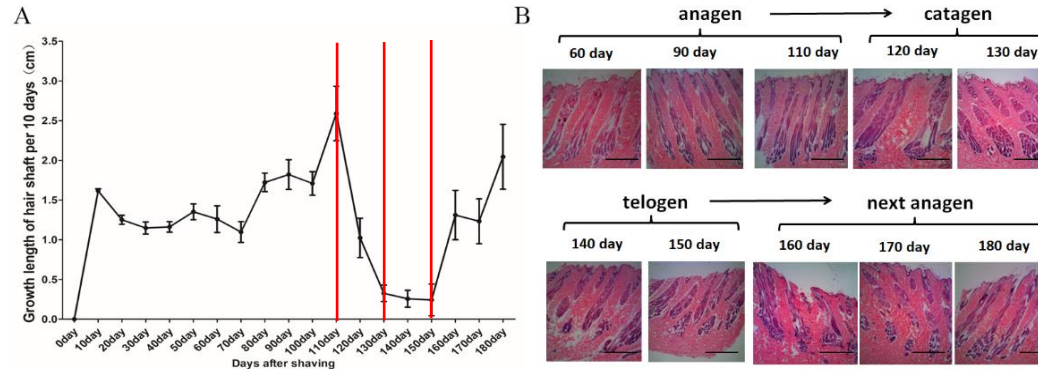 A
Growth length of hair shaft per 10 days (cm)
3.5
3.0
2.5
2.0
1.5
1.0
0.5
0.0
0day
10day
20day
30day
40day
50day
60day
70day
80day
90day
100day
110day
120day
130day
140day
150day
160day
170day
180day
Days after shaving
B
anagen catagen
60 day 90 day 110 day 120 day 130 day
telogen next anagen
140 day 150 day 160 day 170 day 180 day